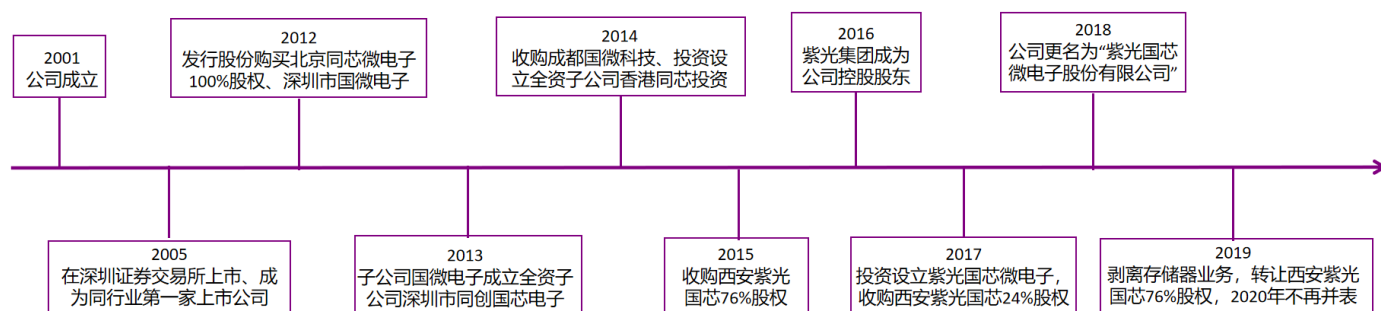 2001
公司成立
2012
发行股份购买北京同芯微电子
100%股权、深圳市国微电子
2014
收购成都国微科技、投资设
立全资子公司香港同芯投资
2016
紫光集团成为
公司控股股东
2018
公司更名为“紫光国芯
微电子股份有限公司”
2005
在深圳证券交易所上市、成
为同行业第一家上市公司
2013
子公司国微电子成立全资子
公司深圳市同创国芯电子
2015
收购西安紫光
国芯76%股权
2017
投资设立紫光国芯微电子，
收购西安紫光国芯24%股权
2019
剥离存储器业务，转让西安紫光
国芯76%股权，2020年不再并表